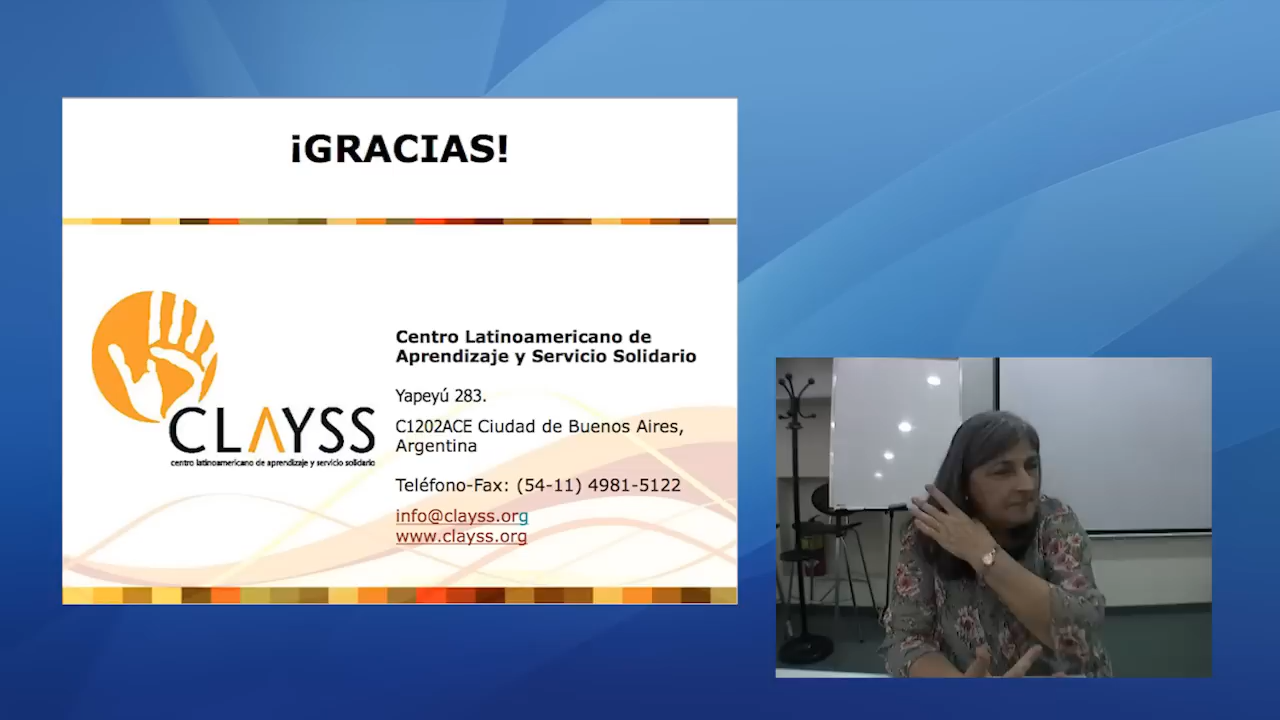 ¡GRACIAS!
CLAYSS
centro latinoamericano de aprendizaje y servicio solidario
Centro Latinoamericano de
Aprendizaje y Servicio Solidario
Yapeyú 283.
C1202ACE Ciudad de Buenos Aires,
Argentina
Teléfono-Fax: (54-11) 4981-5122
info@clayss.org
www.clayss.org